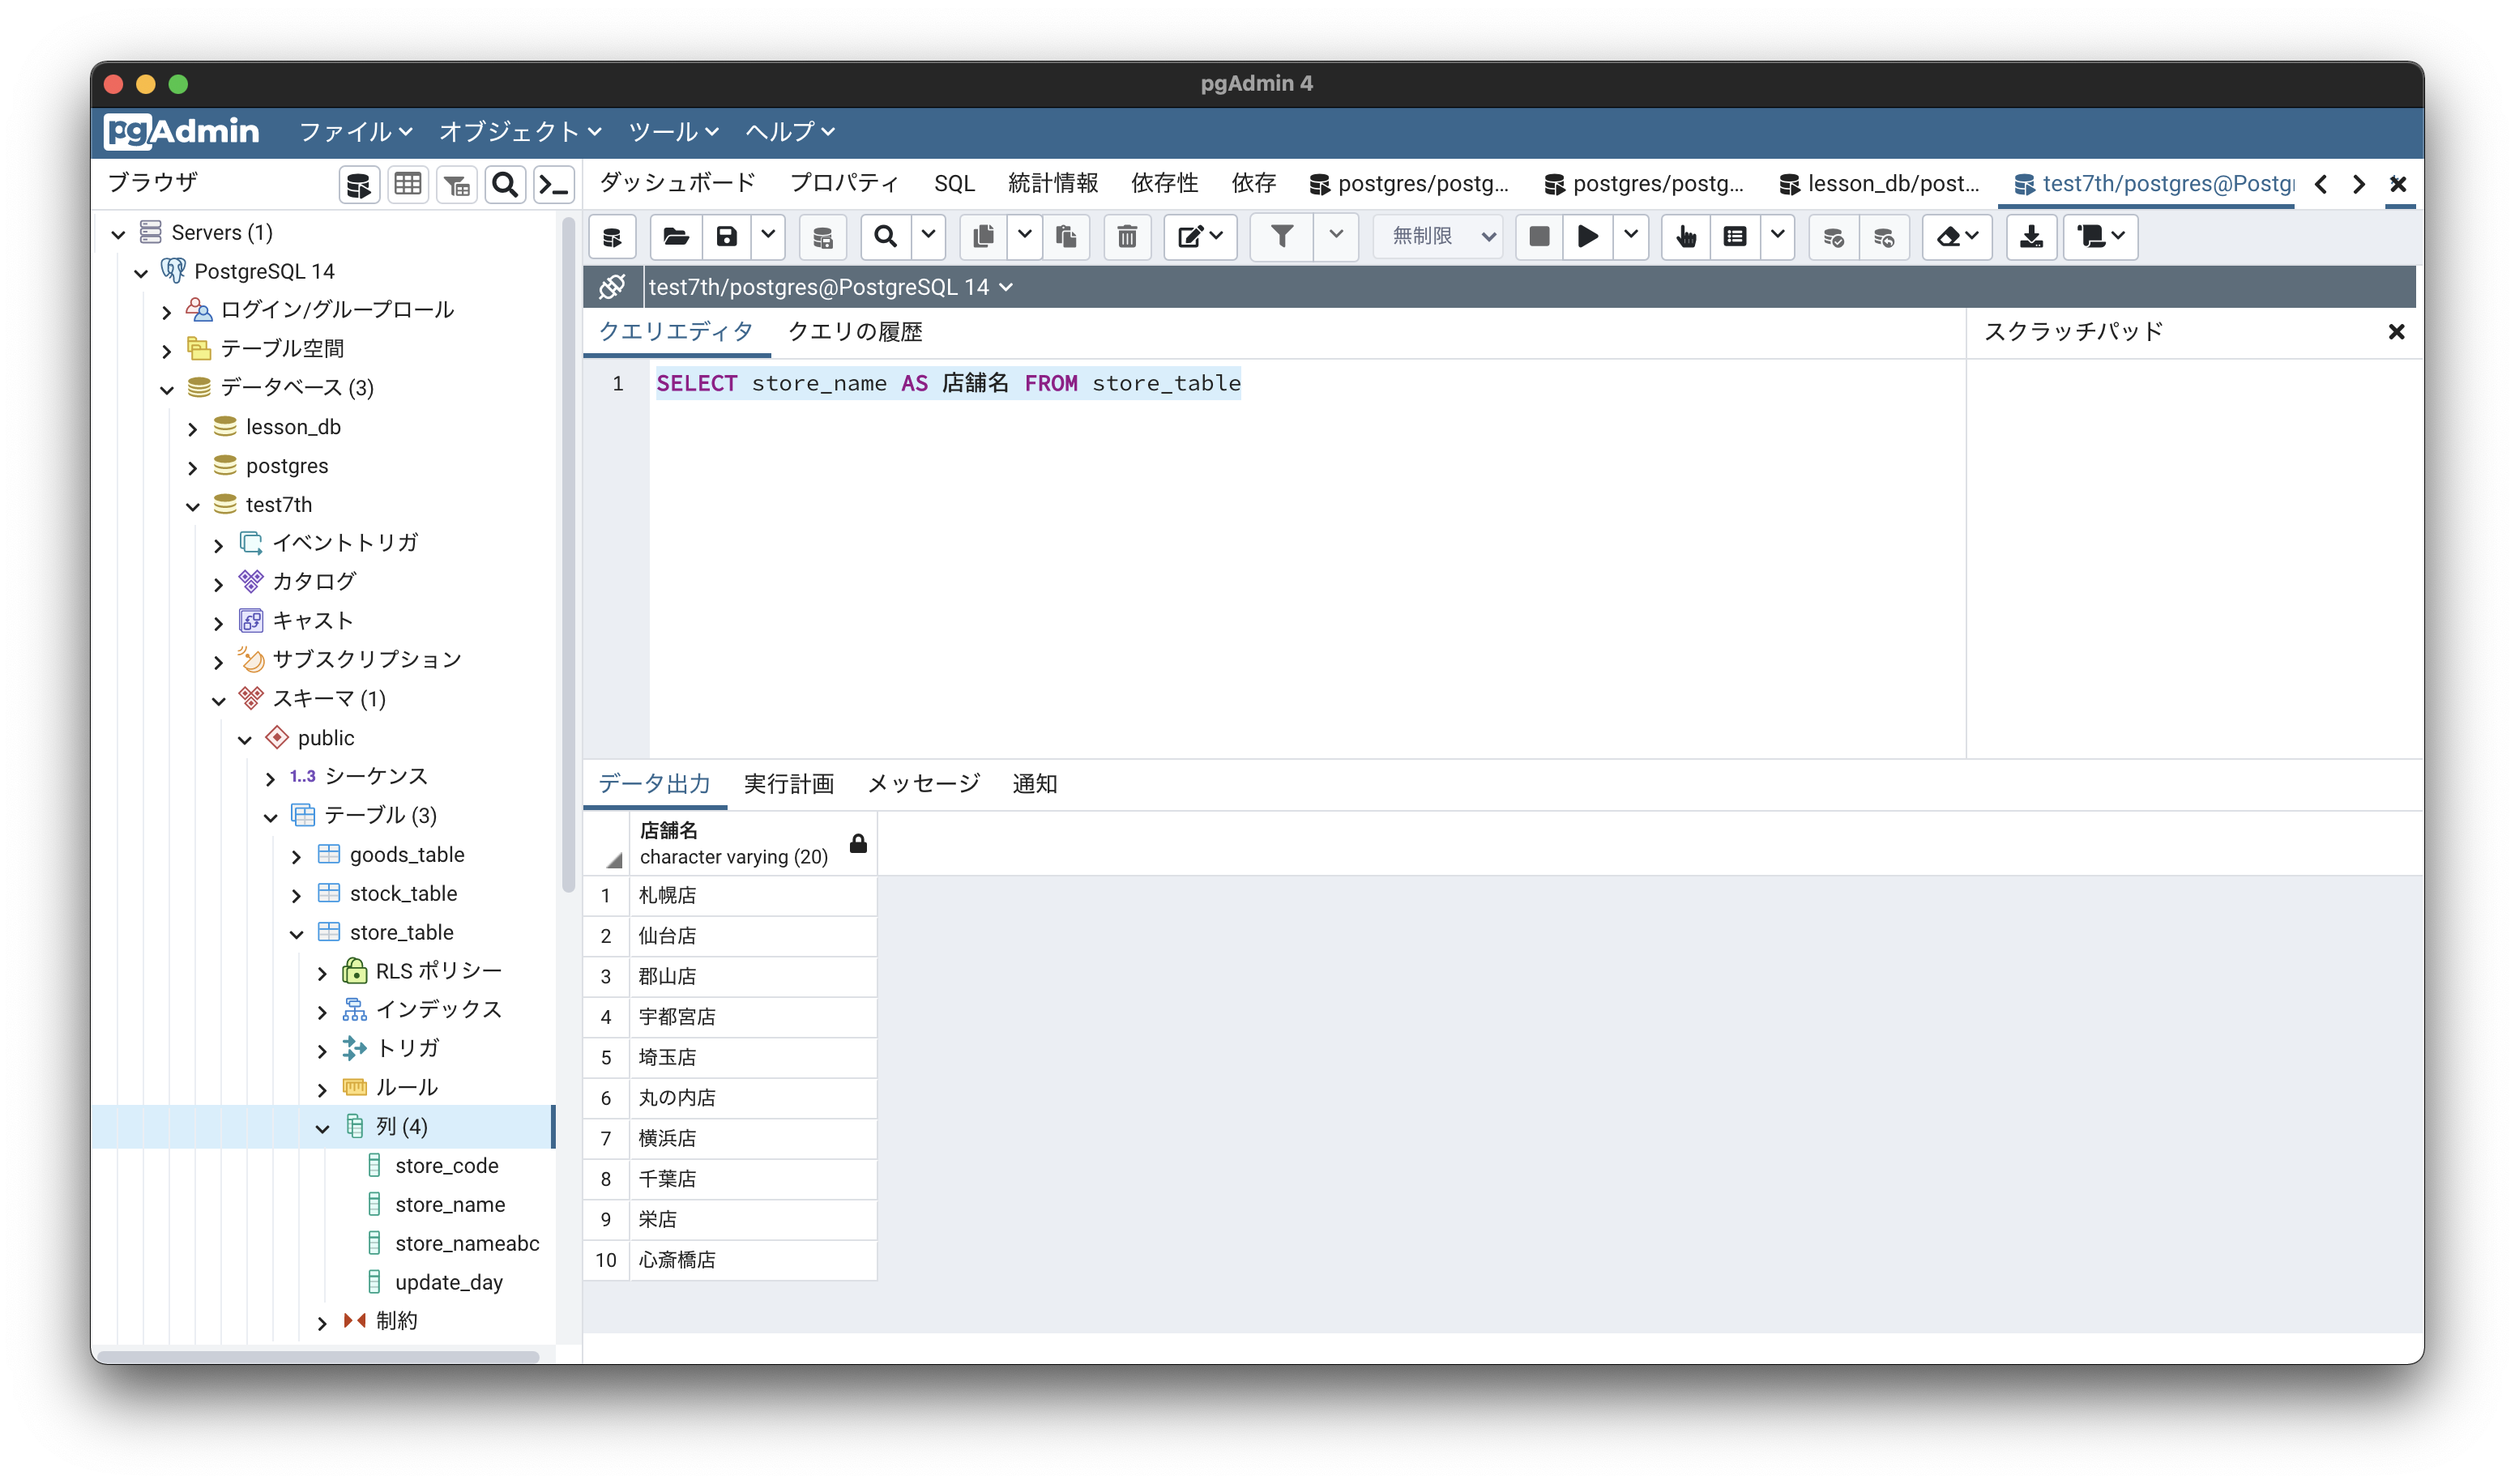 pgAdmin 4
pgAdmin ファイル オブジェクト ツール ヘルプ
ブラウザ
ダッシュボード プロパティ SQL 統計情報 依存性 依存 postgres/postg... postgres/postg... lesson_db/post... test7th/postgres@Postgr
Servers (1)
PostgreSQL 14
ログイン/グループロール
テーブル空間
データベース (3)
lesson_db
postgres
test7th
イベントトリガ
カタログ
キャスト
サブスクリプション
スキーマ (1)
public
1..3 シーケンス
テーブル (3)
goods_table
stock_table
store_table
RLS ポリシー
インデックス
トリガ
ルール
列 (4)
store_code
store_name
store_nameabc
update_day
制約
無制限
test7th/postgres@PostgreSQL 14
クエリエディタ クエリの履歴
スクラッチパッド
1 SELECT store_name AS 店舗名 FROM store_table
データ出力 実行計画 メッセージ 通知
店舗名
character varying (20)
1 札幌店
2 仙台店
3 郡山店
4 宇都宮店
5 埼玉店
6 丸の内店
7 横浜店
8 千葉店
9 栄店
10 心斎橋店